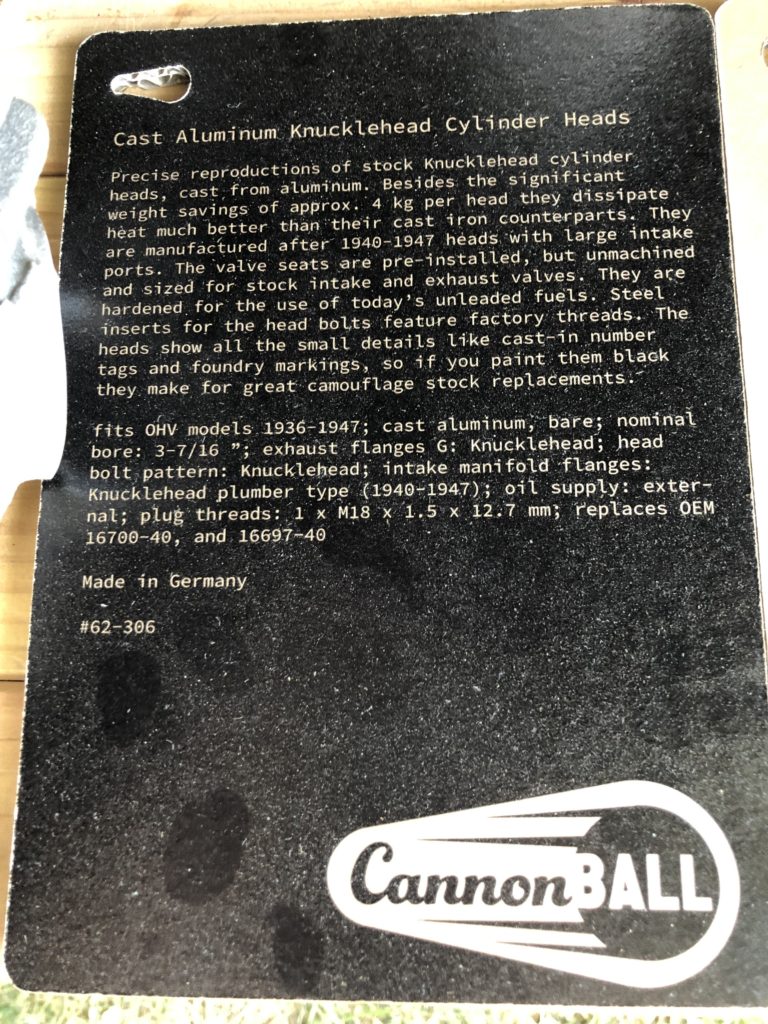 Cast Aluminum Knucklehead Cylinder Heads
Precise reproductions of stock Knucklehead cylinder
heads, cast from aluminum. Besides the significant
weight savings of approx. 4 kg per head they dissipate
heat much better than their cast iron counterparts. They
are manufactured after 1940-1947 heads with large intake
ports. The valve seats are pre-installed, but unmachined
and sized for stock intake and exhaust valves. They are
hardened for the use of today's unleaded fuels. Steel
inserts for the head bolts feature factory threads. The
heads show all the small details like cast-in number
tags and foundry markings, so if you paint them black
they make for great camouflage stock replacements.
fits OHV models 1936-1947; cast aluminum, bare; nominal
bore: 3-7/16 ”; exhaust flanges G: Knucklehead; head
bolt pattern: Knucklehead; intake manifold flanges:
Knucklehead plumber type (1940-1947); oil supply: exter-
nal; plug threads: 1 x M18 x 1.5 x 12.7 mm; replaces OEM
16700-40, and 16697-40
Made in Germany
#62-306
CannonBALL